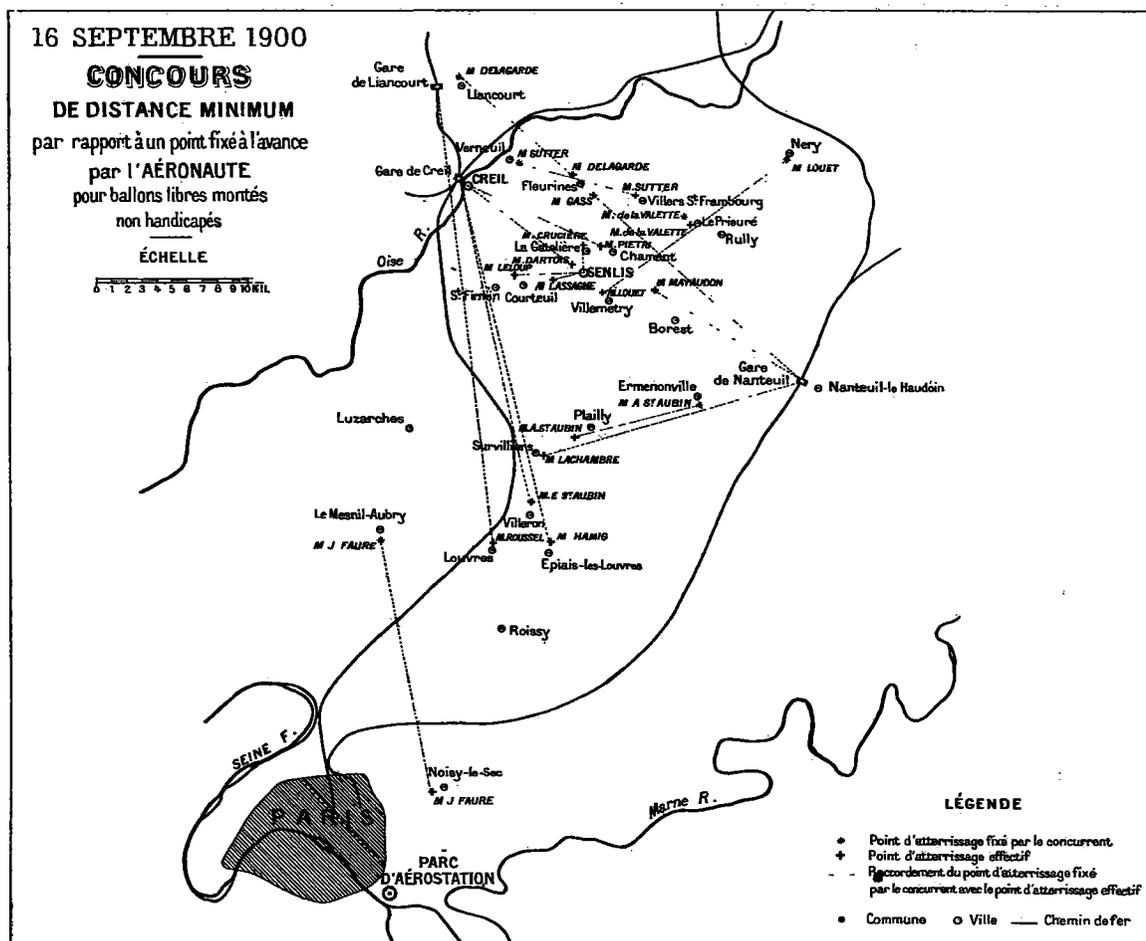 16 SEPTEMBRE 1900
CONCOURS
DE DISTANCE MINIMUM
par rapport à un point fixé à l'avance
par l'AÉRONAUTE
pour ballons libres montés
non handicapés
ÉCHELLE
0 1 2 3 4 5 6 7 8 9 10 KIL.
Gare
de Liancourt
M DELAGARDE
Liancourt
Verneuil
M SUTTER
Gare de Creil
CREIL
M DELAGARDE
Fleurines
M GASS
M. SUTTER
Villers St Frambourg
Nery
M LOUET
M. de la VALETTE
Le Prieuré
M. de la VALETTE
Rully
M. CRUCIÈRE
La Gatelière
M. PIETRI
Chamant
M. DARTOIS
M LELOUP
SENLIS
St Firmin
Courteuil
M LASSAGNE
M. LOUET
Villemetry
M MAYAUDON
Borest
Oise R.
Gare
de Nanteuil
Nanteuil-le Haudoin
Ermenonville
M A ST AUBIN
Luzarches
Plailly
M. A. ST AUBIN
Survilliers
M LACHAMBRE
M. E ST AUBIN
Villeron
Le Mesnil-Aubry
M J FAURE
M. ROUSSEL
Louvres
M HAMIG
Epiais-les-Louvres
Roissy
SEINE F.
Noisy-le-Sec
M J FAURE
PARIS
Marne R.
PARC
D'AÉROSTATION
LÉGENDE
Point d'atterrissage fixé par le concurrent
Point d'atterrissage effectif
Raccordement du point d'atterrissage fixé
par le concurrent avec le point d'atterrissage effectif
Commune Ville Chemin de fer